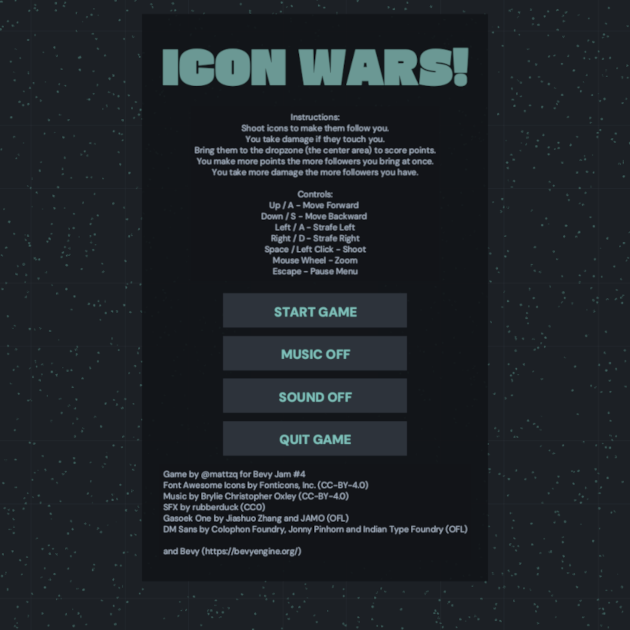 ICON WARS!
Instructions:
Shoot icons to make them follow you.
You take damage if they touch you.
Bring them to the dropzone (the center area) to score points.
You make more points the more followers you bring at once.
You take more damage the more followers you have.
Controls:
Up / A - Move Forward
Down / S - Move Backward
Left / A - Strafe Left
Right / D - Strafe Right
Space / Left Click - Shoot
Mouse Wheel - Zoom
Escape - Pause Menu
START GAME
MUSIC OFF
SOUND OFF
QUIT GAME
Game by @mattzq for Bevy Jam #4
Font Awesome Icons by Fonticons, Inc. (CC-BY-4.0)
Music by Brylie Christopher Oxley (CC-BY-4.0)
SFX by rubberduck (CC0)
Gasoek One by Jiashuo Zhang and JAMO (OFL)
DM Sans by Colophon Foundry, Jonny Pinhorn and Indian Type Foundry (OFL)
and Bevy (https://bevyengine.org/)